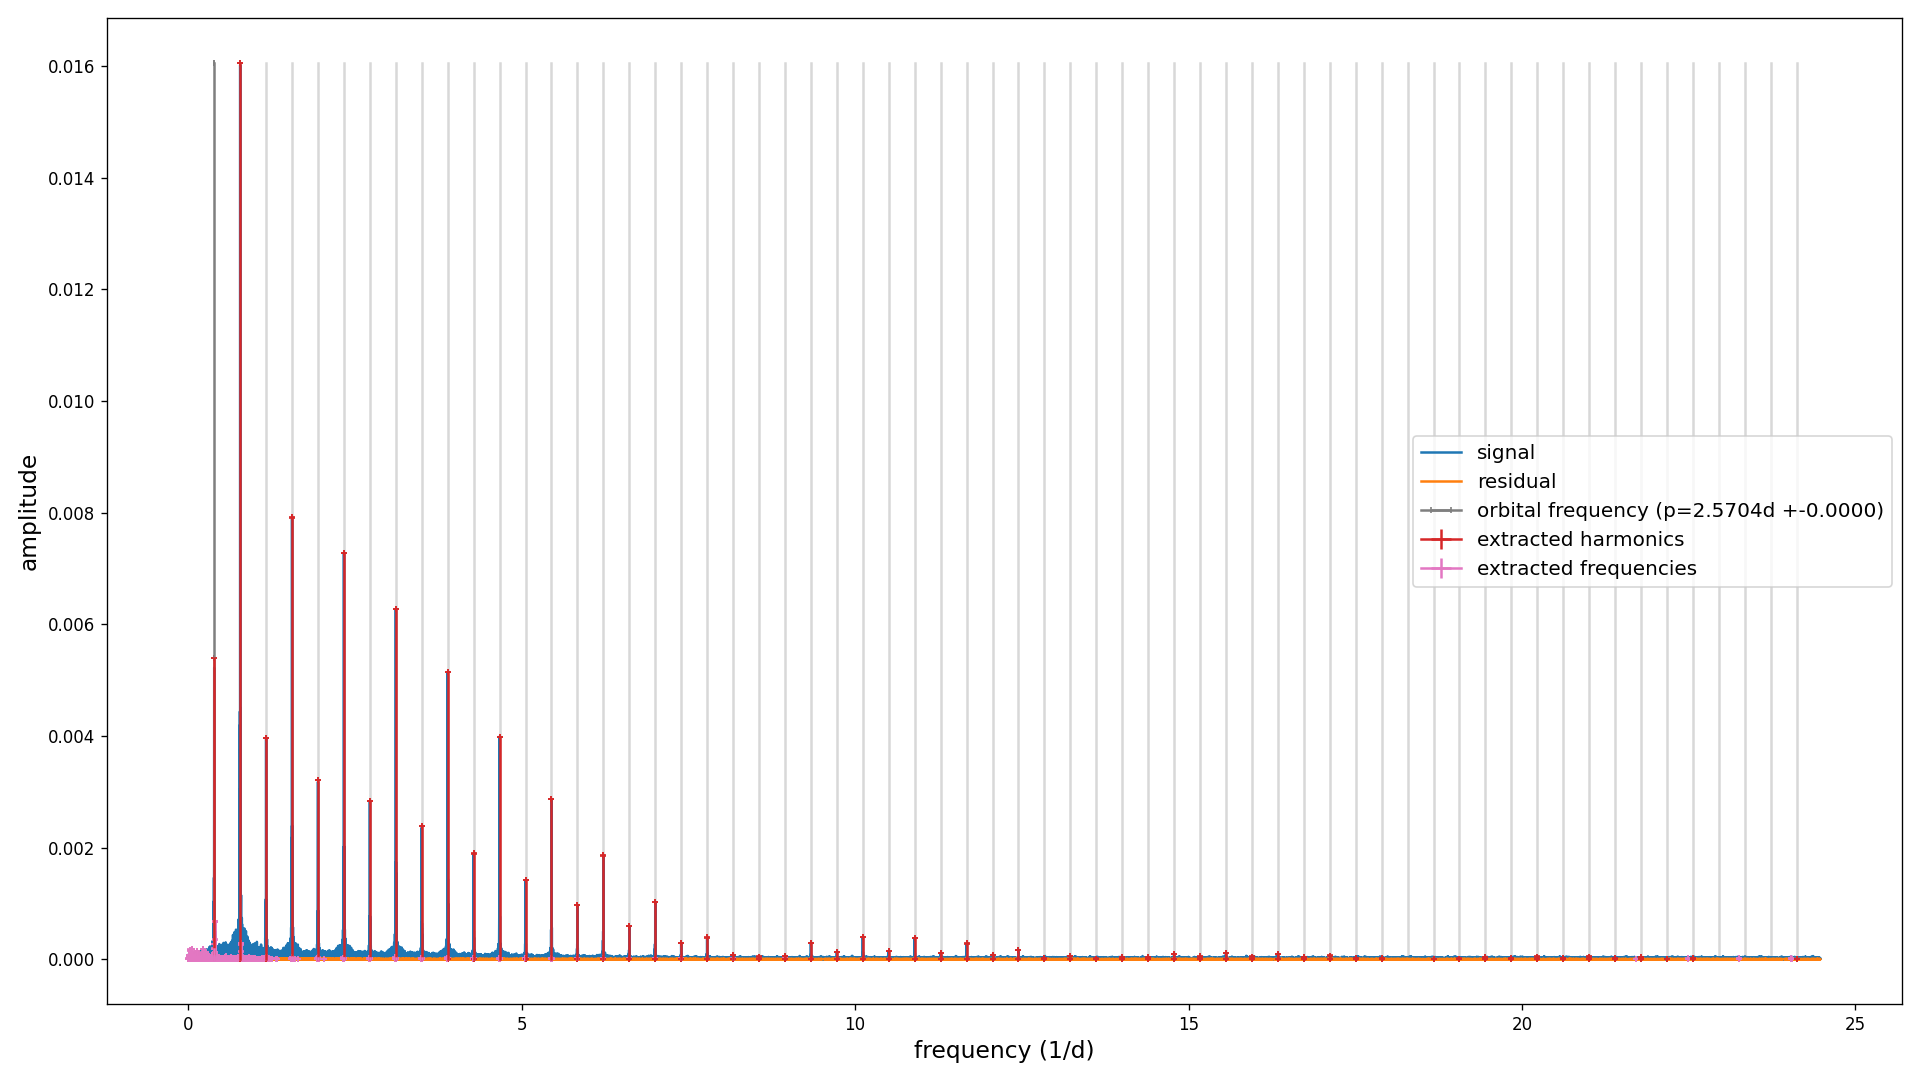 0.016
0.014
0.012
0.010
0.008
0.006
0.004
0.002
0.000
amplitude
signal
residual
orbital frequency (p=2.5704d +-0.0000)
extracted harmonics
extracted frequencies
0 5 10 15 20 25
frequency (1/d)